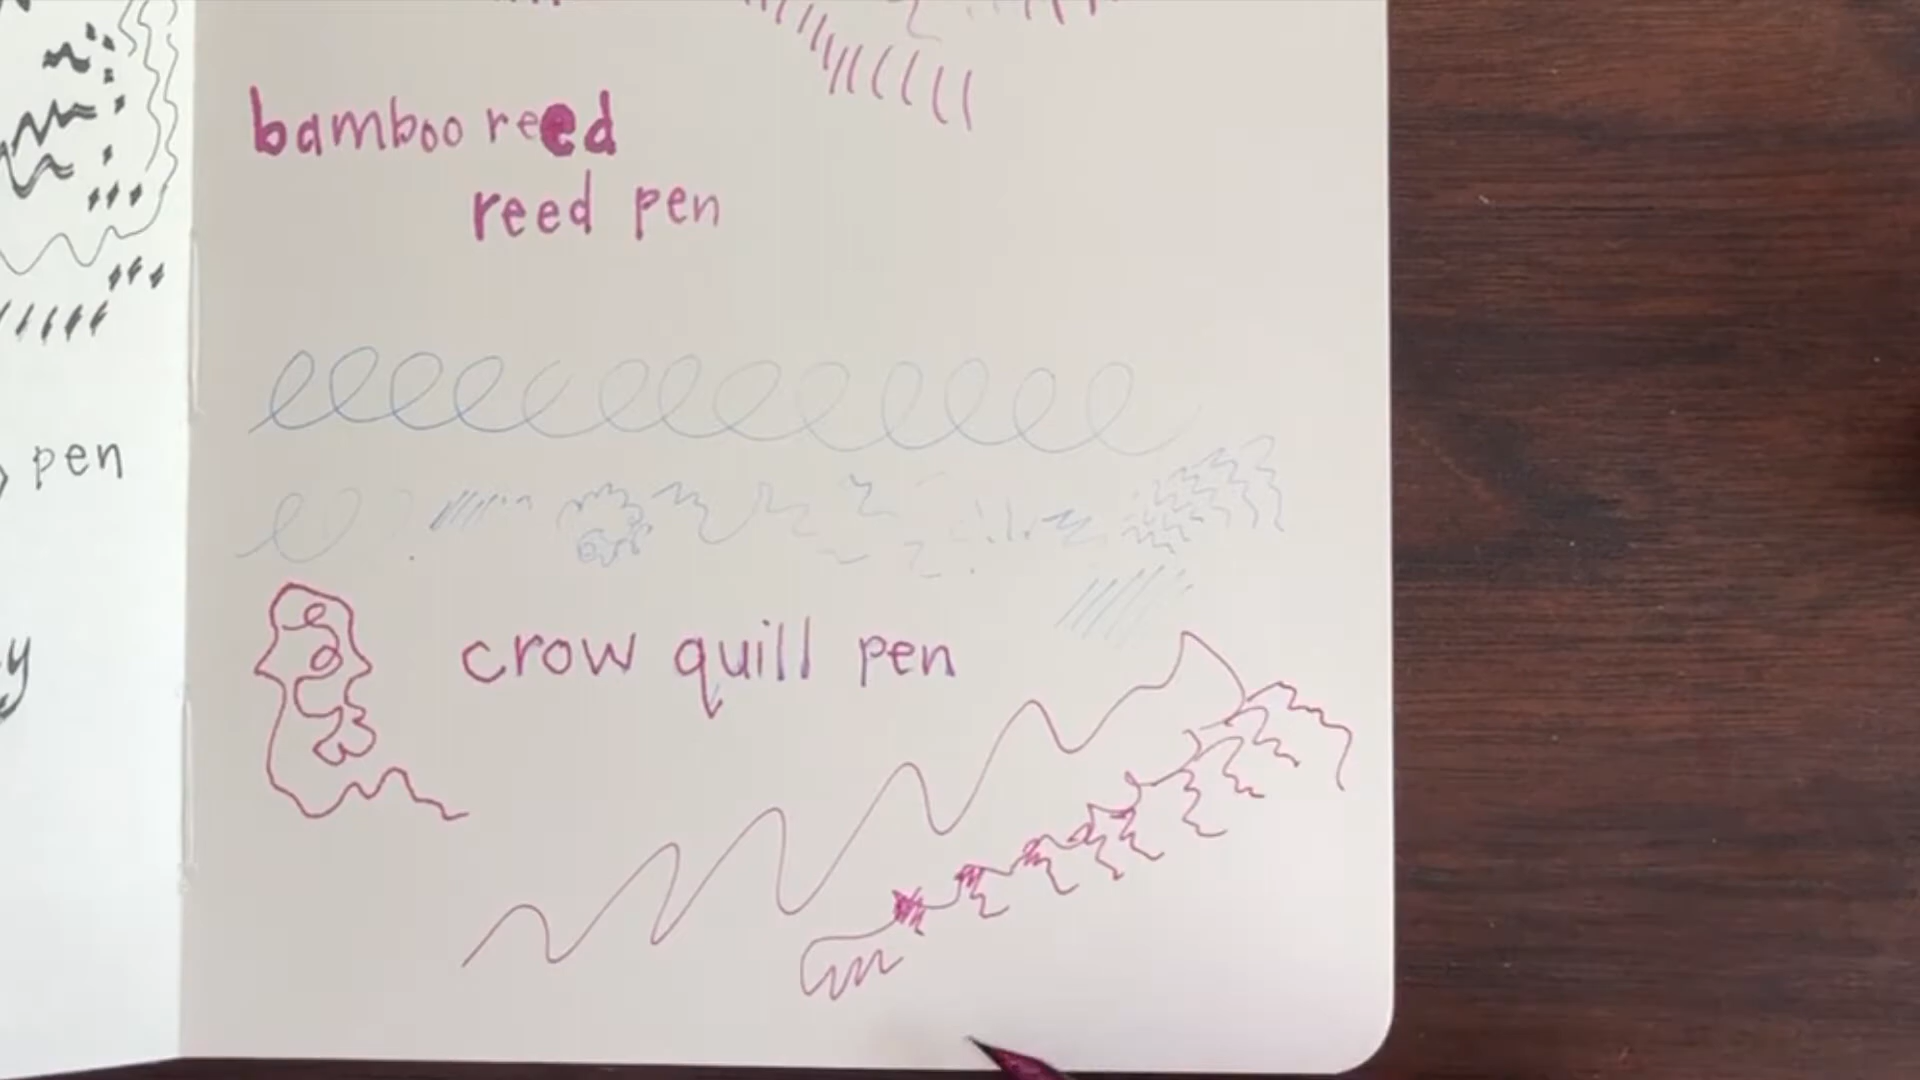 bamboo reed
reed pen
pen
crow quill pen
y